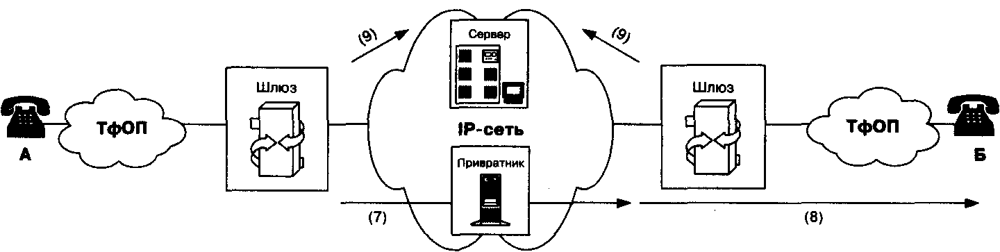 (9)
Сервер
(9)
Шлюз
Шлюз
ТфОП
IP-сеть
ТфОП
А
Б
Привратник
(7)
(8)